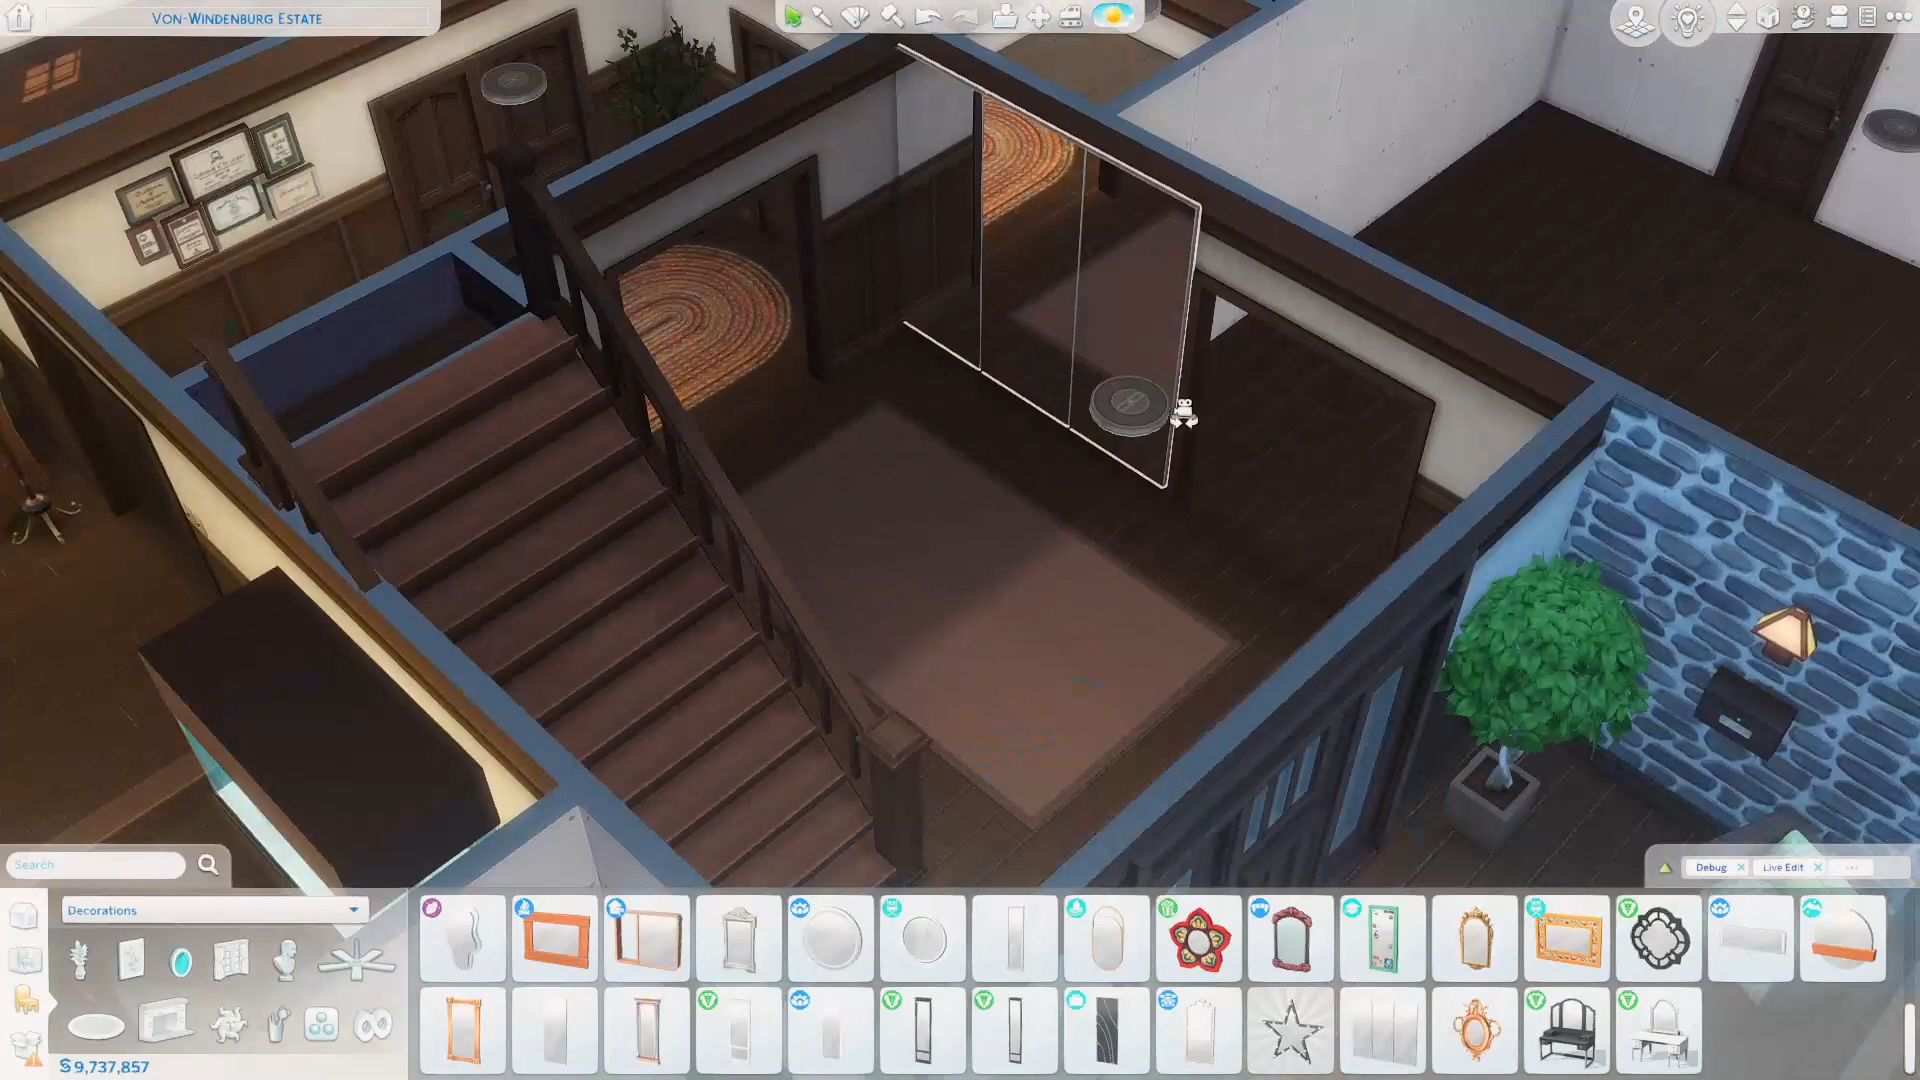 Von-Windenburg Estate
Search
Debug
Live Edit
Decorations
§9,737,857